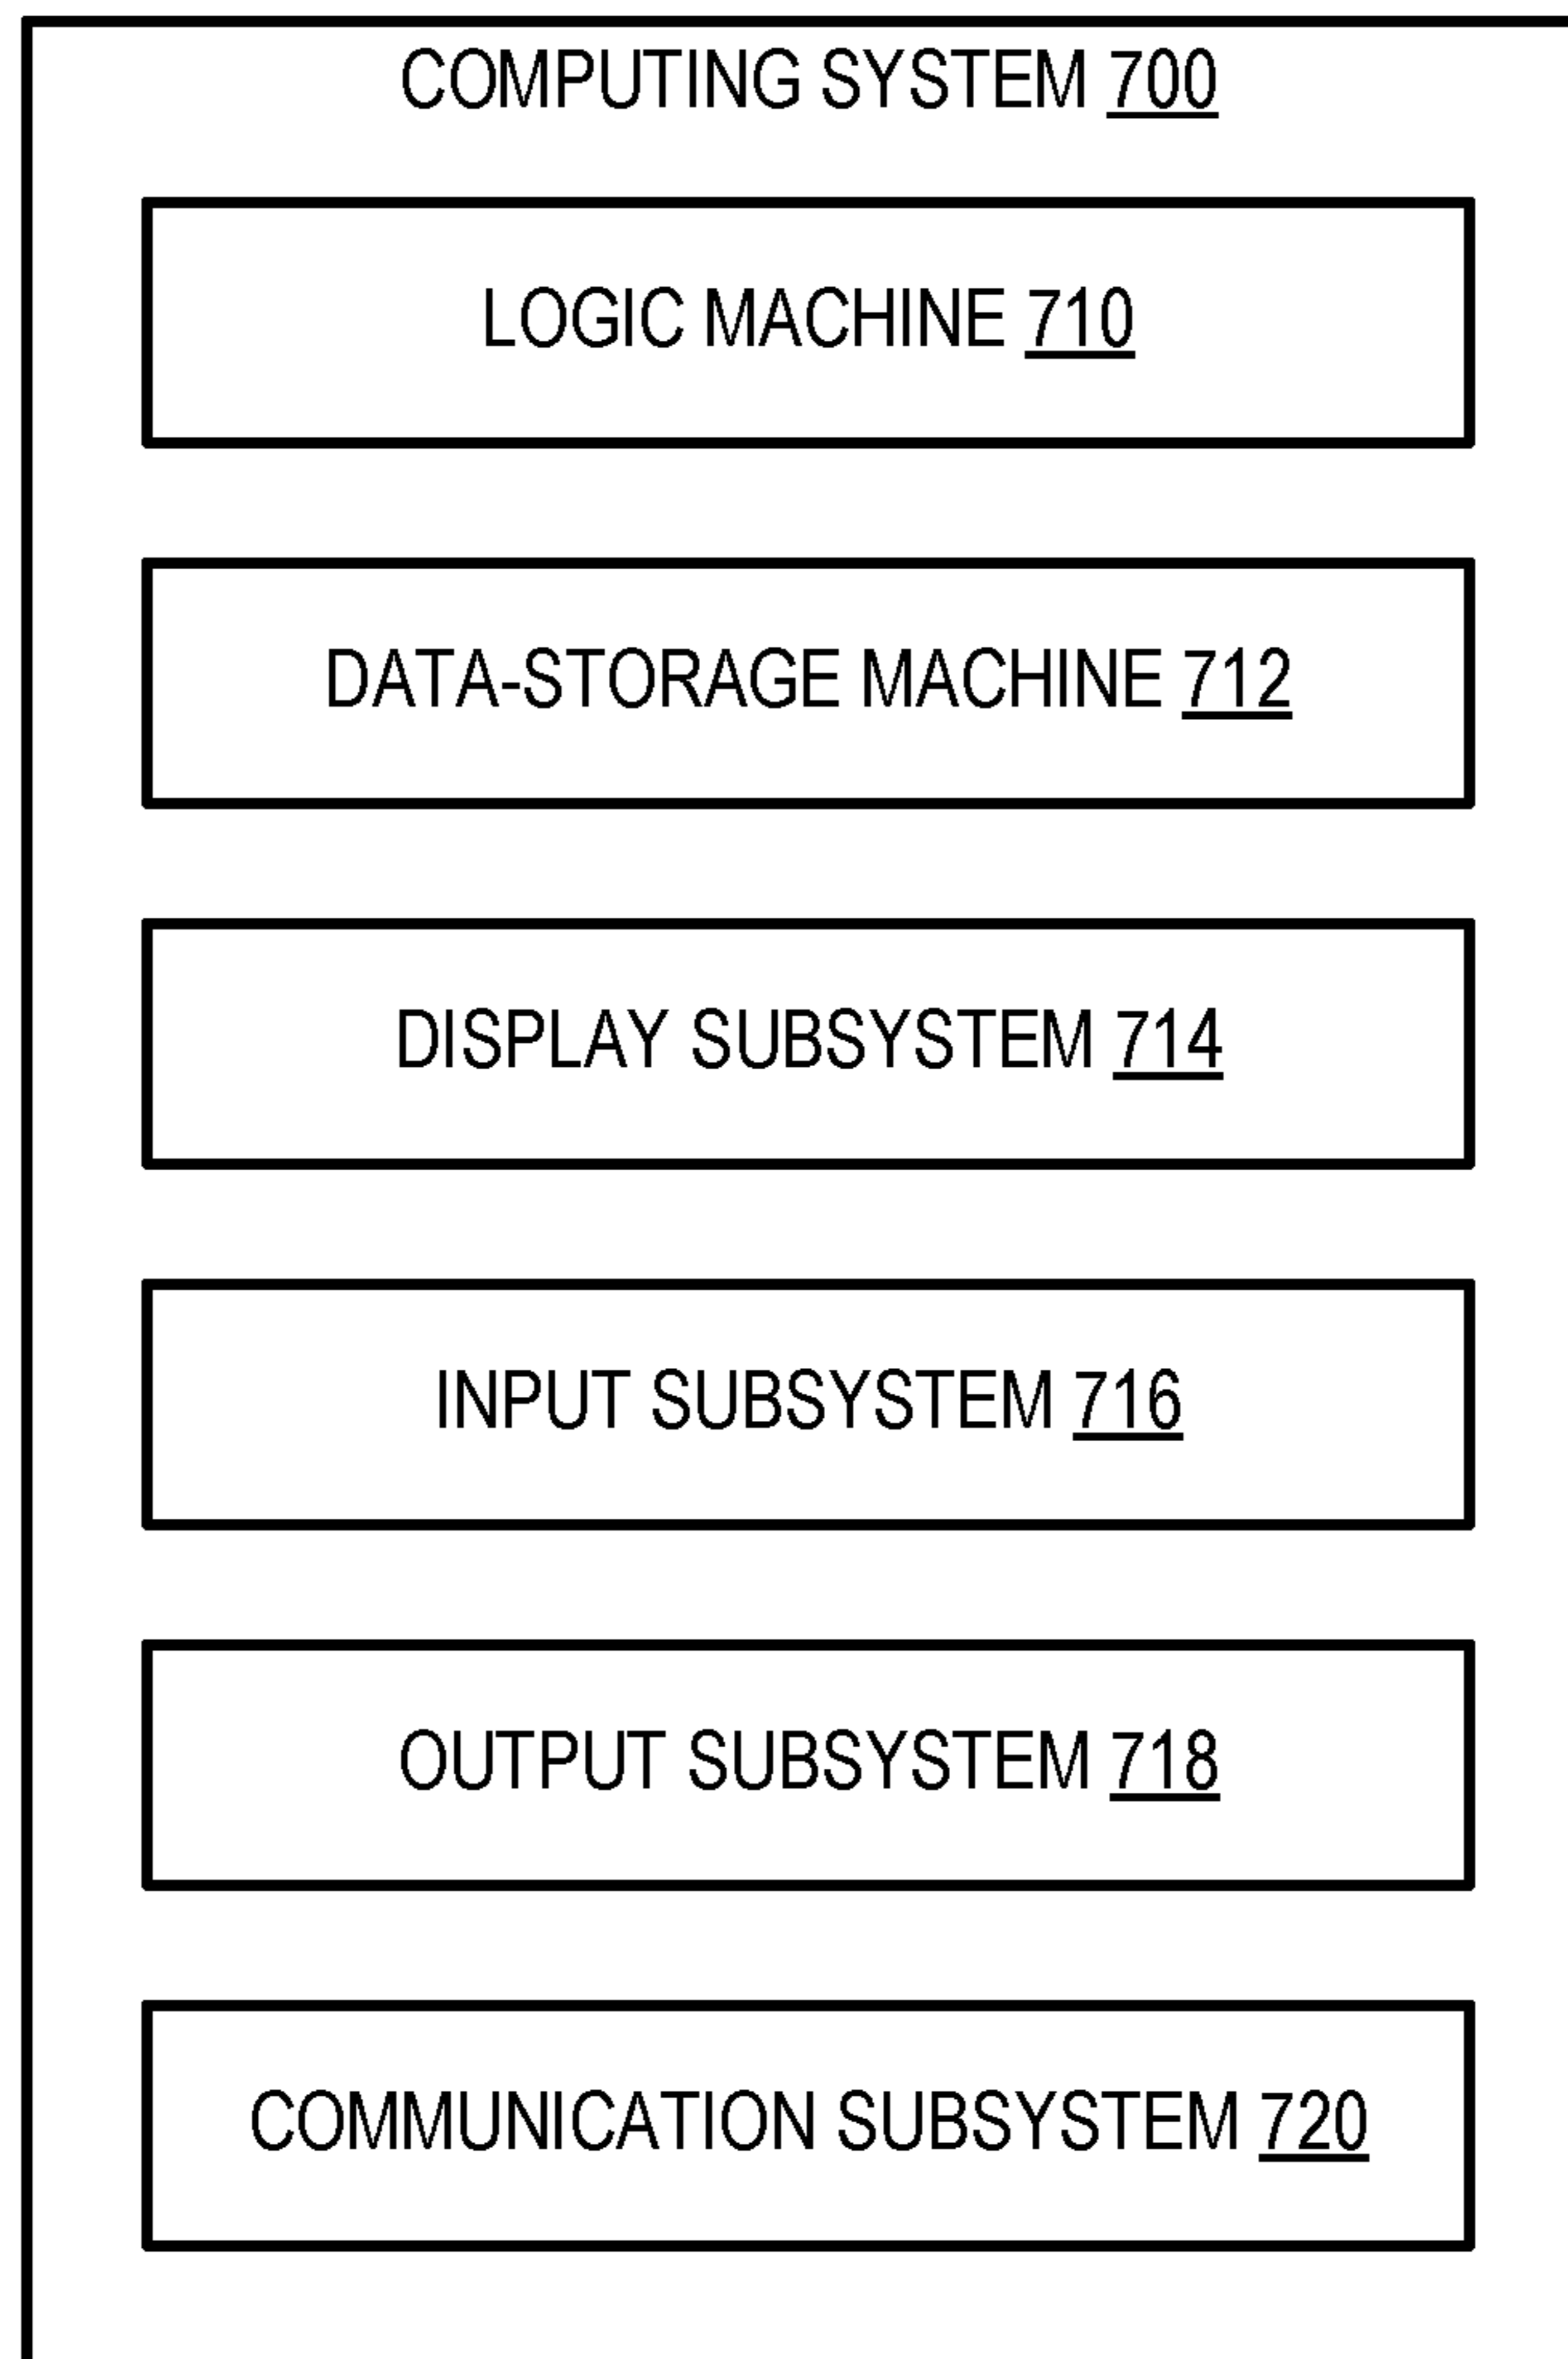 COMPUTING SYSTEM 700
LOGIC MACHINE 710
DATA-STORAGE MACHINE 712
DISPLAY SUBSYSTEM 714
INPUT SUBSYSTEM 716
OUTPUT SUBSYSTEM 718
COMMUNICATION SUBSYSTEM 720